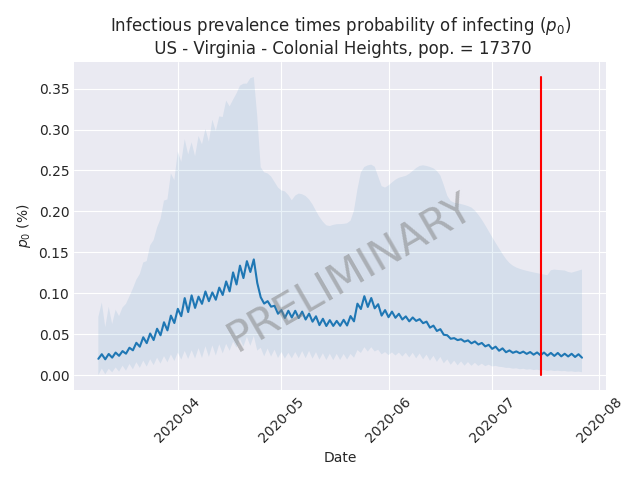 Infectious prevalence times probability of infecting (p₀)
US - Virginia - Colonial Heights, pop. = 17370
p₀ (%)
0.35
0.30
0.25
0.20
0.15
0.10
0.05
0.00
PRELIMINARY
2020-04
2020-05
2020-06
2020-07
2020-08
Date